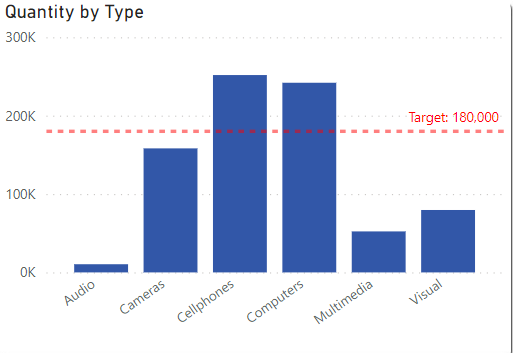 Quantity by Type
300K
200K
Target: 180,000
100K
0K
Audio
Cameras
Cellphones
Computers
Multimedia
Visual